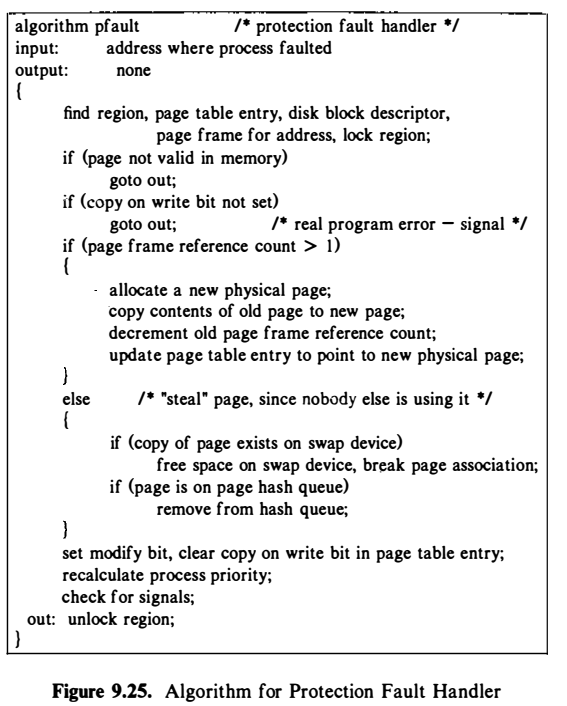 algorithm pfault /* protection fault handler */
input: address where process faulted
output: none
{
find region, page table entry, disk block descriptor,
page frame for address, lock region;
if (page not valid in memory)
goto out;
if (copy on write bit not set)
goto out; /* real program error — signal */
if (page frame reference count > 1)
{
allocate a new physical page;
copy contents of old page to new page;
decrement old page frame reference count;
update page table entry to point to new physical page;
}
else /* "steal" page, since nobody else is using it */
{
if (copy of page exists on swap device)
free space on swap device, break page association;
if (page is on page hash queue)
remove from hash queue;
}
set modify bit, clear copy on write bit in page table entry;
recalculate process priority;
check for signals;
out: unlock region;
}
Figure 9.25. Algorithm for Protection Fault Handler